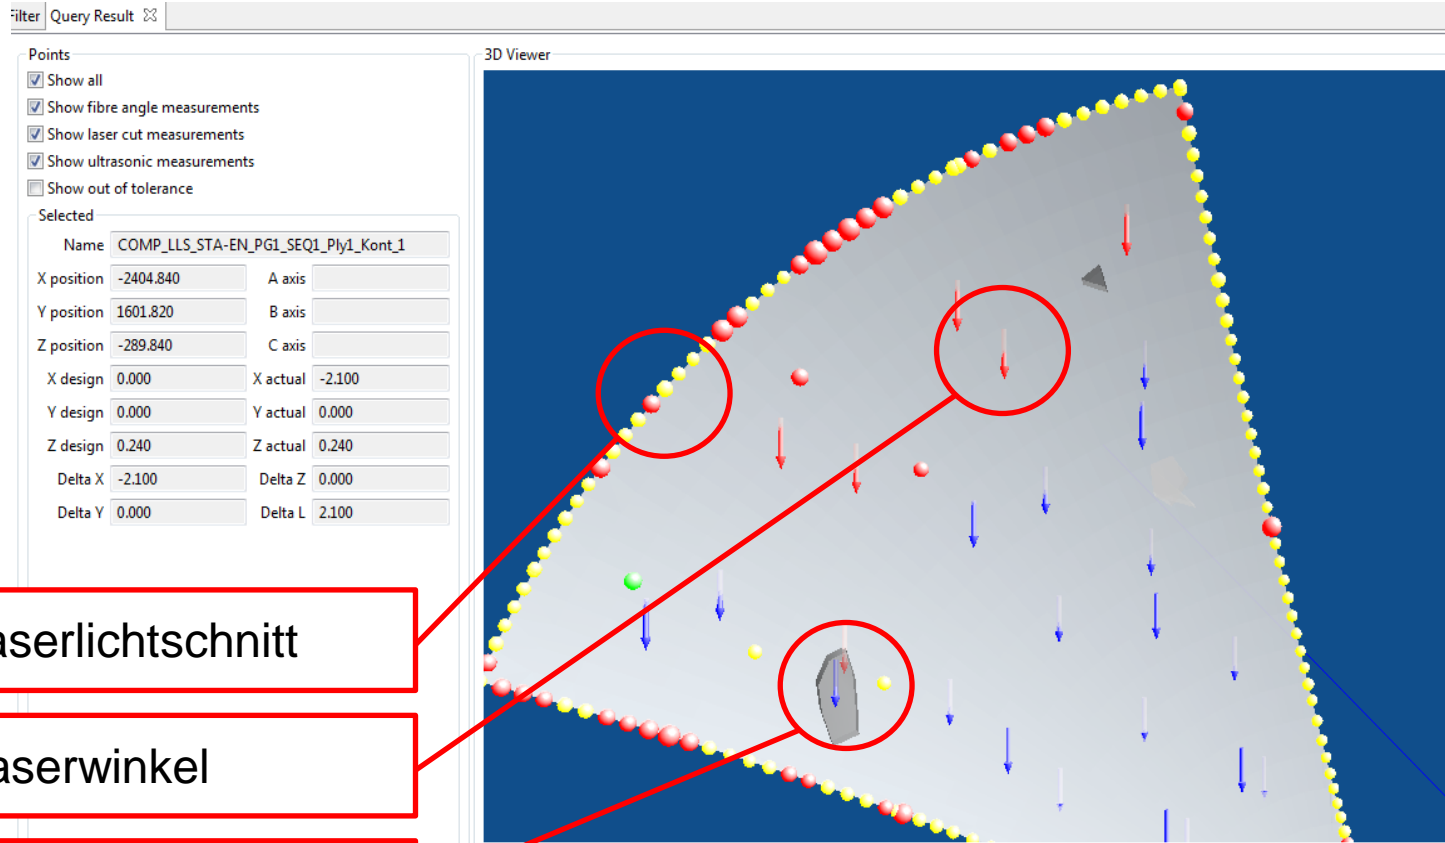 Filter Query Result
Points
3D Viewer
Show all
Show fibre angle measurements
Show laser cut measurements
Show ultrasonic measurements
Show out of tolerance
Selected
Name COMP_LLS_STA-EN_PG1_SEQ1_Ply1_Kont_1
X position -2404.840 A axis
Y position 1601.820 B axis
Z position -289.840 C axis
X design 0.000 X actual -2.100
Y design 0.000 Y actual 0.000
Z design 0.240 Z actual 0.240
Delta X -2.100 Delta Z 0.000
Delta Y 0.000 Delta L 2.100
aserlichtschnitt
aserwinkel